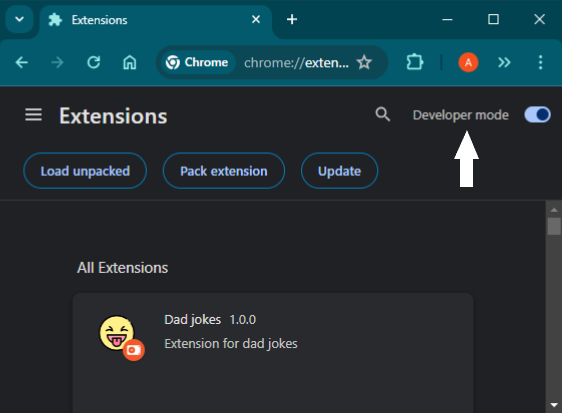 Extensions
Chrome chrome://exten...
A
Extensions
Developer mode
Load unpacked
Pack extension
Update
All Extensions
Dad jokes 1.0.0
Extension for dad jokes